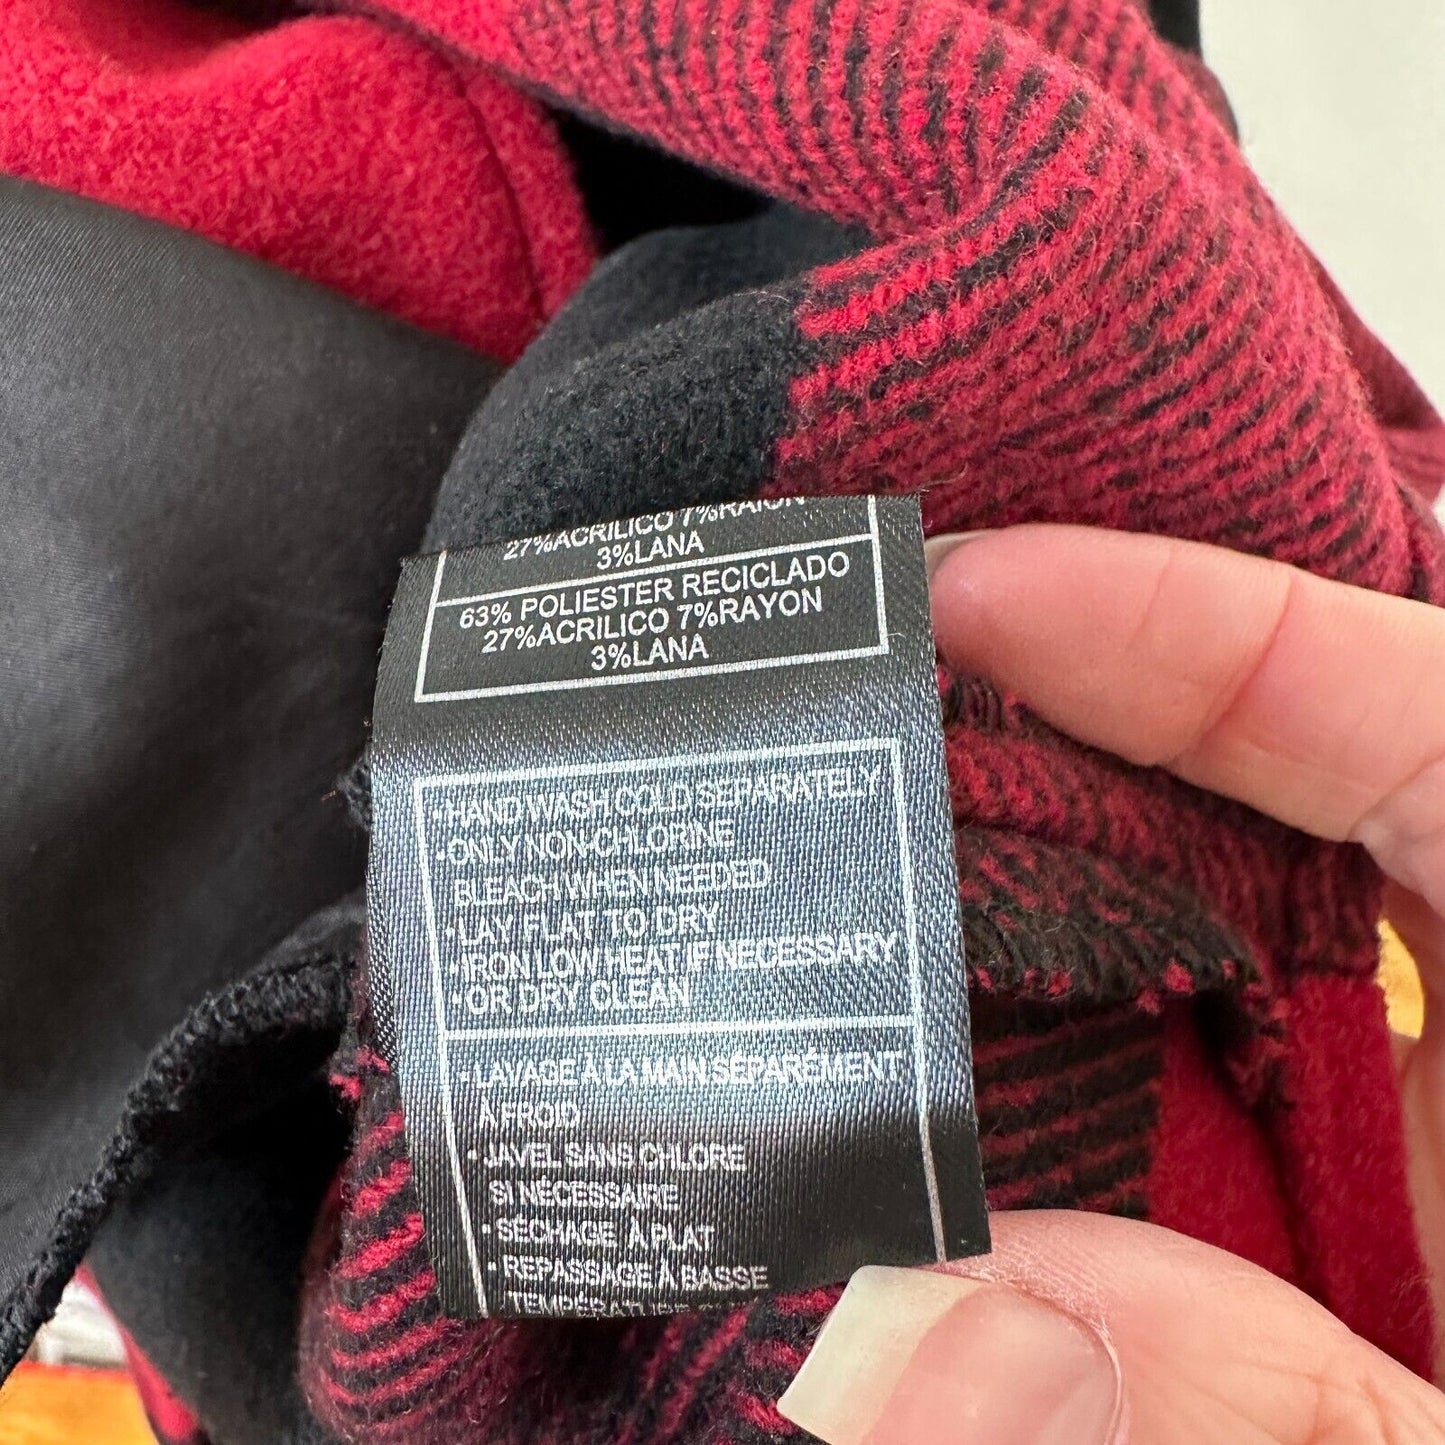 27%ACRILICO 7%RAION
3%LANA
63% POLIESTER RECICLADO
27%ACRILICO 7%RAYON
3%LANA
•HAND WASH COLD SEPARATELY
•ONLY NON-CHLORINE
BLEACH WHEN NEEDED
•LAY FLAT TO DRY
•IRON LOW HEAT IF NECESSARY
•OR DRY CLEAN
•LAVAGE À LA MAIN SÉPARÉMENT
À FROID
•JAVEL SANS CHLORE
SI NÉCESSAIRE
•SÉCHAGE À PLAT
•REPASSAGE À BASSE
TEMPÉRATURE